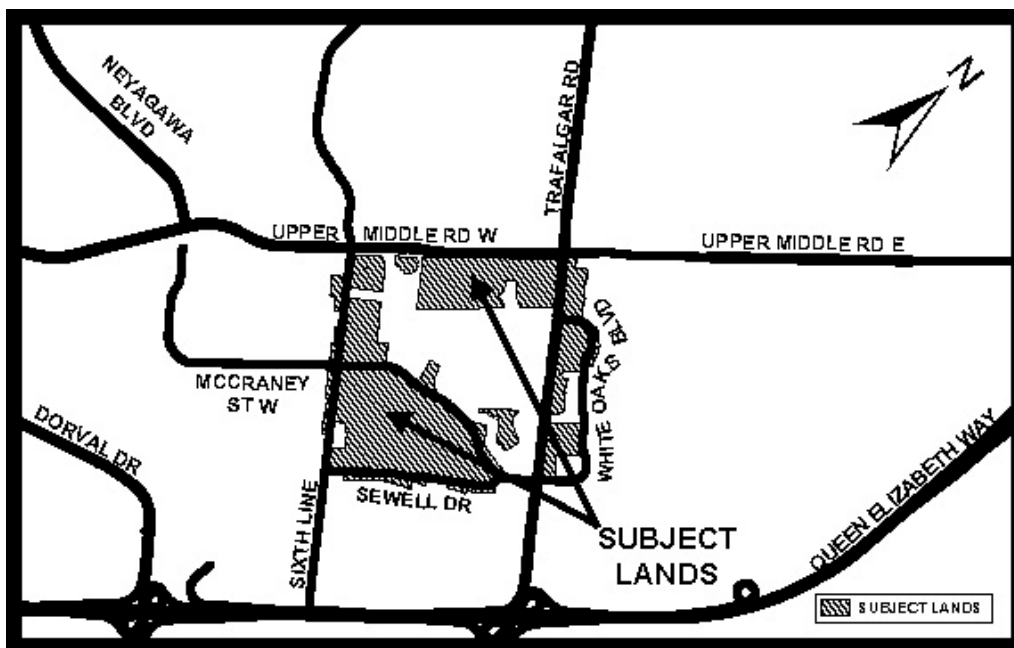 NEYAGAWA
BLVD
TRAFALGAR RD
N
UPPER MIDDLE RD W
UPPER MIDDLE RD E
WHITE OAKS BLVD
MCCRANEY
ST W
DORVAL DR
SEWELL DR
SIXTH LINE
QUEEN ELIZABETH WAY
SUBJECT
LANDS
SUBJECT LANDS